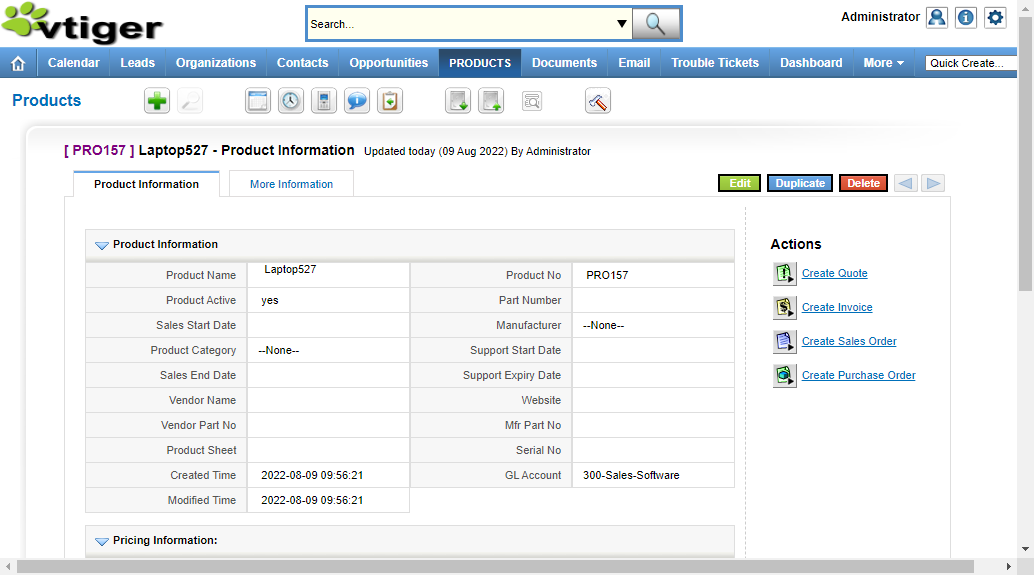 vtiger
Search...
Administrator
Calendar Leads Organizations Contacts Opportunities PRODUCTS Documents Email Trouble Tickets Dashboard More Quick Create...
Products
[ PRO157 ] Laptop527 - Product Information Updated today (09 Aug 2022) By Administrator
Product Information More Information Edit Duplicate Delete
Product Information
Product Name Laptop527 Product No PRO157
Product Active yes Part Number
Sales Start Date Manufacturer --None--
Product Category --None-- Support Start Date
Sales End Date Support Expiry Date
Vendor Name Website
Vendor Part No Mfr Part No
Product Sheet Serial No
Created Time 2022-08-09 09:56:21 GL Account 300-Sales-Software
Modified Time 2022-08-09 09:56:21
Pricing Information:
Actions
Create Quote
Create Invoice
Create Sales Order
Create Purchase Order